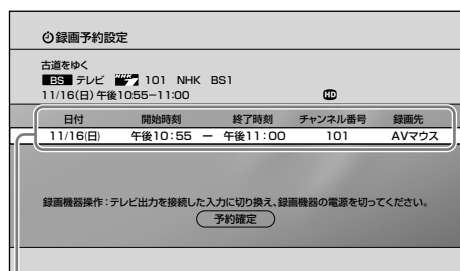 録画予約設定
古道をゆく
BS テレビ NHK 101 NHK BS1
11/16(日)午後10:55−11:00 HD
日付 開始時刻 終了時刻 チャンネル番号 録画先
11/16(日) 午後10:55 − 午後11:00 101 AVマウス
録画機器操作：テレビ出力を接続した入力に切り換え、録画機器の電源を切ってください。
予約確定